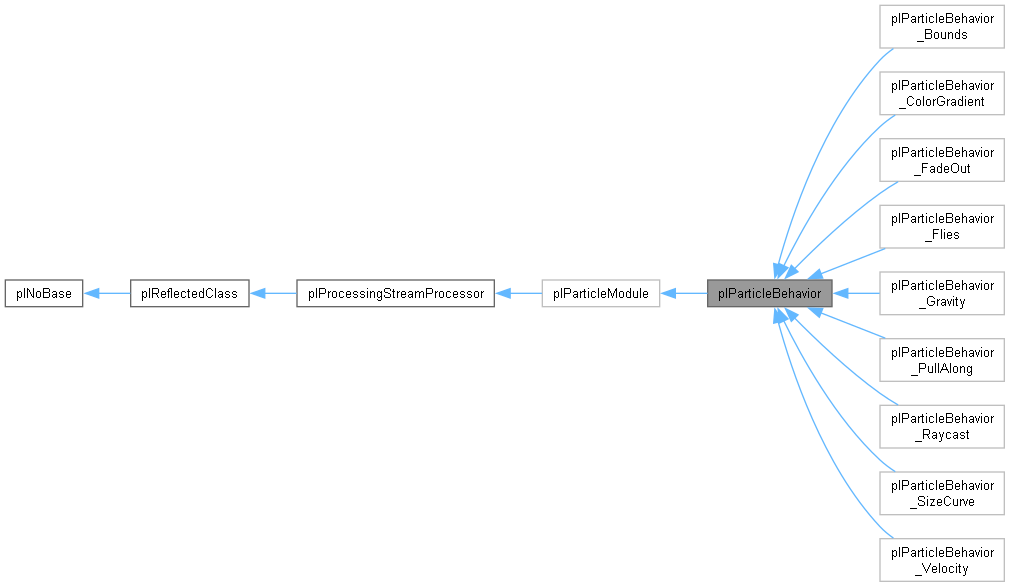 plParticleBehavior
_Bounds
plParticleBehavior
_ColorGradient
plParticleBehavior
_FadeOut
plParticleBehavior
_Flies
plNoBase
plReflectedClass
plProcessingStreamProcessor
plParticleModule
plParticleBehavior
plParticleBehavior
_Gravity
plParticleBehavior
_PullAlong
plParticleBehavior
_Raycast
plParticleBehavior
_SizeCurve
plParticleBehavior
_Velocity